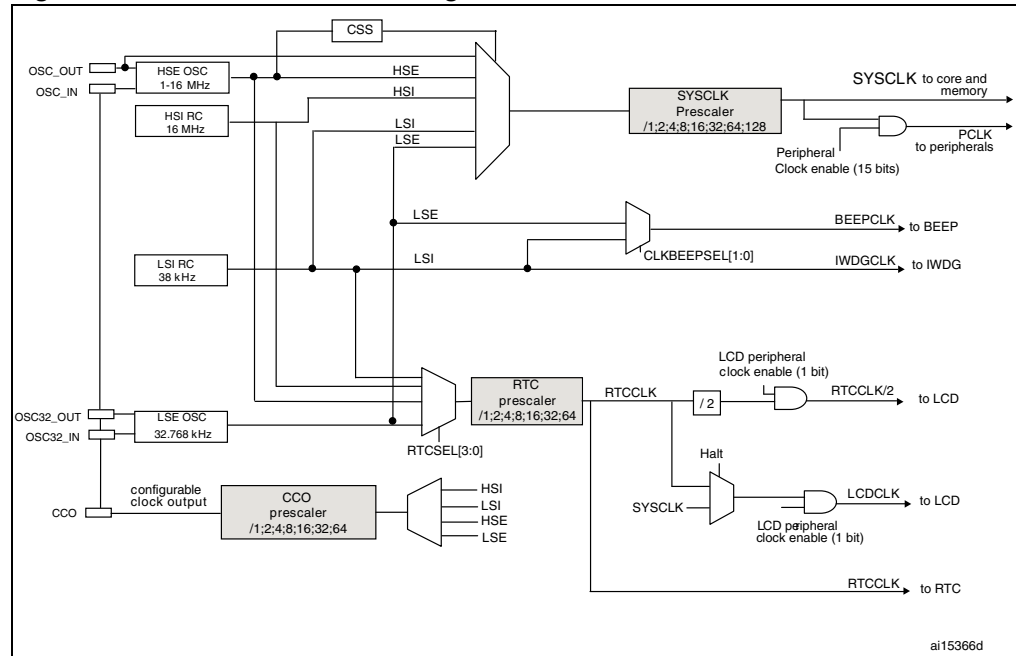 CSS
OSC_OUT
OSC_IN
HSE OSC
1-16 MHz
HSI RC
16 MHz
HSE
HSI
LSI
LSE
SYSCLK
Prescaler
/1;2;4;8;16;32;64;128
SYSCLK to core and
memory
PCLK
to peripherals
Peripheral
Clock enable (15 bits)
LSE
BEEPCLK
to BEEP
CLKBEEPSEL[1:0]
LSI RC
38 kHz
LSI
IWDGCLK
to IWDG
LCD peripheral
clock enable (1 bit)
RTC
prescaler
/1;2;4;8;16;32;64
RTCCLK
/ 2
RTCCLK/2
to LCD
OSC32_OUT
OSC32_IN
LSE OSC
32.768 kHz
RTCSEL[3:0]
Halt
SYSCLK
LCDCLK
to LCD
LCD peripheral
clock enable (1 bit)
CCO
configurable
clock output
CCO
prescaler
/1;2;4;8;16;32;64
HSI
LSI
HSE
LSE
RTCCLK
to RTC
ai15366d